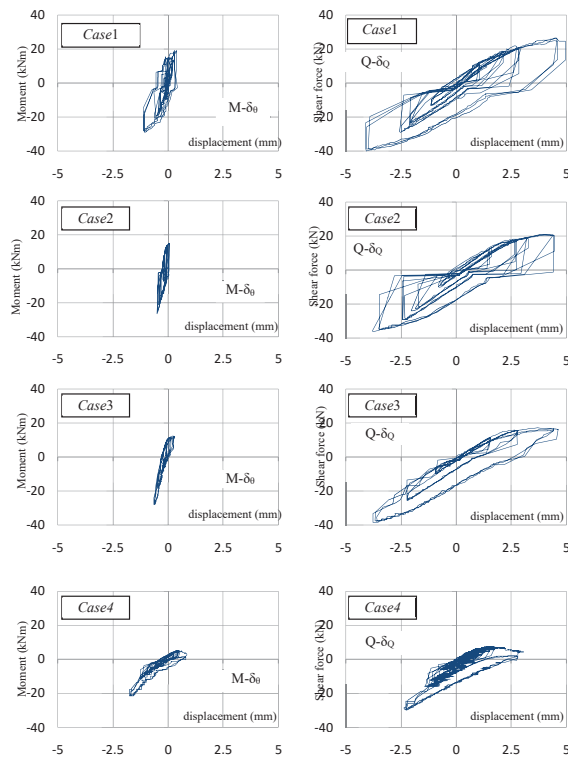 Case1
Moment (kNm)
40
20
0
-20
-40
M-δθ
displacement (mm)
-5 -2.5 0 2.5 5
Case1
Shear force (kN)
40
20
0
-20
-40
Q-δQ
displacement (mm)
-5 -2.5 0 2.5 5
Case2
Moment (kNm)
40
20
0
-20
-40
M-δθ
displacement (mm)
-5 -2.5 0 2.5 5
Case2
Shear force (kN)
40
20
0
-20
-40
Q-δQ
displacement (mm)
-5 -2.5 0 2.5 5
Case3
Moment (kNm)
40
20
0
-20
-40
M-δθ
displacement (mm)
-5 -2.5 0 2.5 5
Case3
Shear force (kN)
40
20
0
-20
-40
Q-δQ
displacement (mm)
-5 -2.5 0 2.5 5
Case4
Moment (kNm)
40
20
0
-20
-40
M-δθ
displacement (mm)
-5 -2.5 0 2.5 5
Case4
Shear force (kN)
40
20
0
-20
-40
Q-δQ
displacement (mm)
-5 -2.5 0 2.5 5